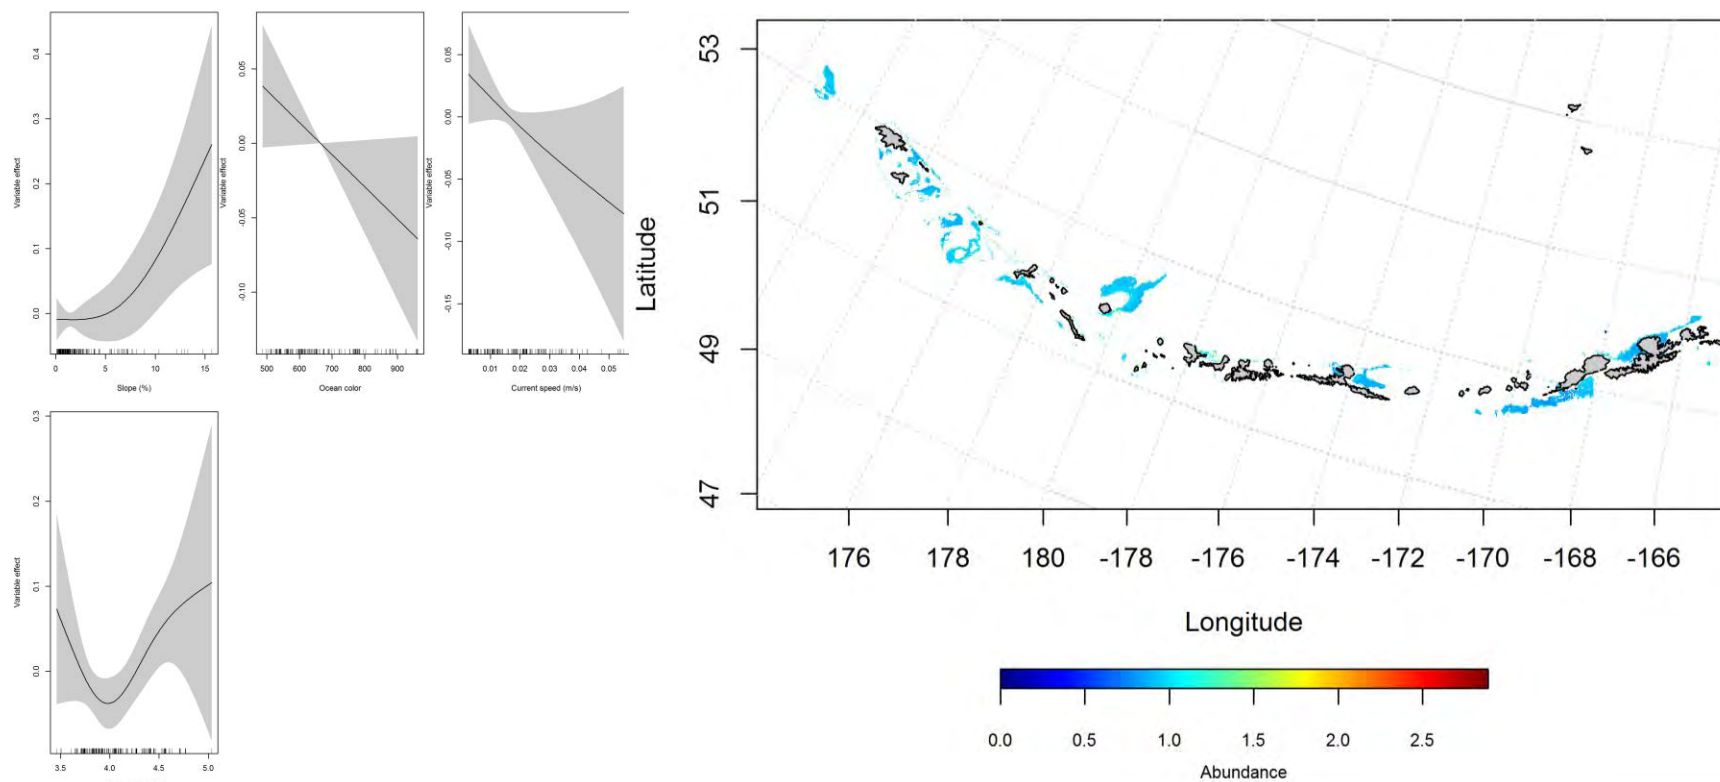 Variable effect
0.0
0.1
0.2
0.3
0.4
0 5 10 15
Slope (%)
Variable effect
-0.10
-0.05
0.00
0.05
500 600 700 800 900
Ocean color
Variable effect
-0.15
-0.10
-0.05
0.00
0.05
0.01 0.02 0.03 0.04 0.05
Current speed (m/s)
Variable effect
0.0
0.1
0.2
0.3
3.5 4.0 4.5 5.0
Latitude
53
51
49
47
176 178 180 -178 -176 -174 -172 -170 -168 -166
Longitude
0.0 0.5 1.0 1.5 2.0 2.5
Abundance